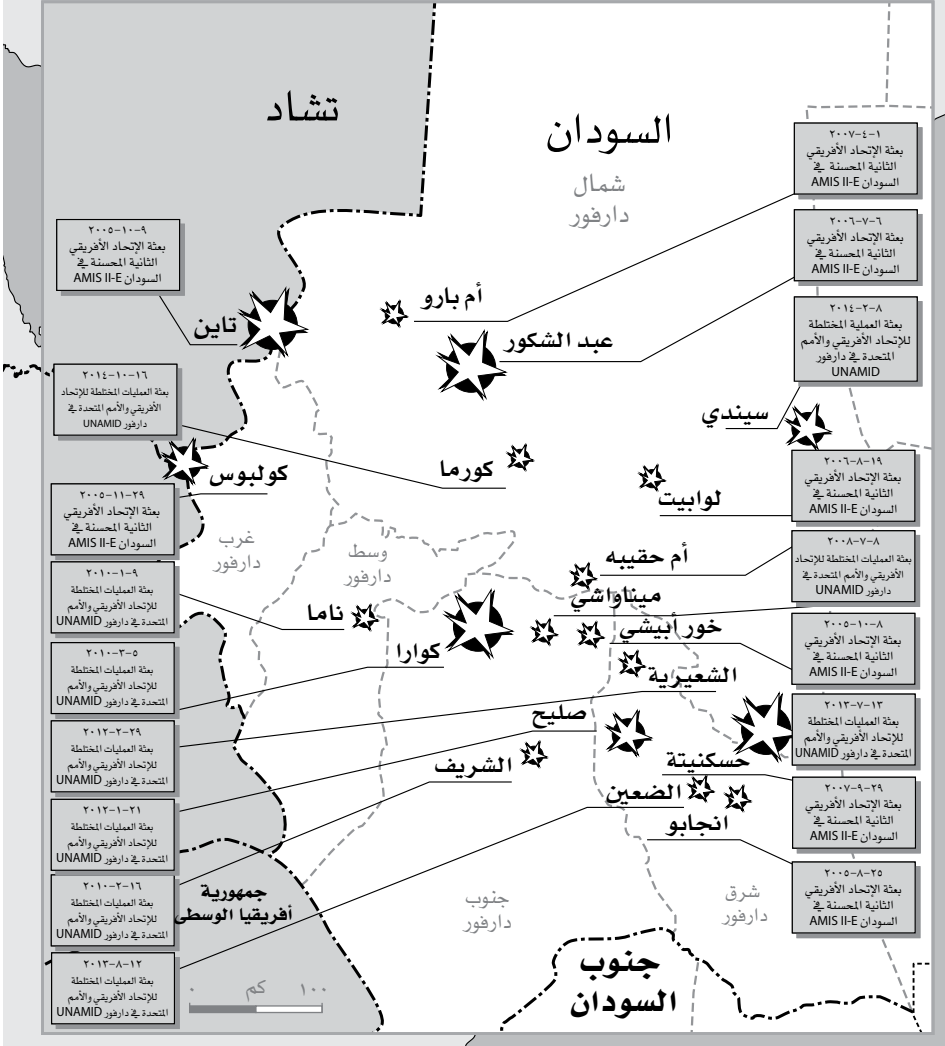 تشاد
السودان
شمال
دارفور
٢٠٠٧-٤-١
بعثة الإتحاد الأفريقي
الثانية المحسنة في
السودان AMIS II-E
٢٠٠٦-٧-٦
بعثة الإتحاد الأفريقي
الثانية المحسنة في
السودان AMIS II-E
٢٠١٤-٢-٨
بعثة العملية المختلطة
للإتحاد الأفريقي والأمم
المتحدة في دارفور
UNAMID
٢٠٠٦-٨-١٩
بعثة الإتحاد الأفريقي
الثانية المحسنة في
السودان AMIS II-E
٢٠٠٨-٧-٨
بعثة العمليات المختلطة للإتحاد
الأفريقي والأمم المتحدة في
دارفور UNAMID
٢٠٠٥-١٠-٨
بعثة الإتحاد الأفريقي
الثانية المحسنة في
السودان AMIS II-E
٢٠١٣-٧-١٣
بعثة العمليات المختلطة
للإتحاد الأفريقي والأمم
المتحدة في دارفور UNAMID
٢٠٠٧-٩-٢٩
بعثة الإتحاد الأفريقي
الثانية المحسنة في
السودان AMIS II-E
٢٠٠٥-٨-٢٥
بعثة الإتحاد الأفريقي
الثانية المحسنة في
السودان AMIS II-E
أم بارو
عبد الشكور
سيندي
تاين
كورما
لوابيت
كولبوس
غرب
دارفور
وسط
دارفور
أم حقيبه
ميناواشي
خور أبيشي
ناما
كوارا
الشعيرية
صليح
الشريف
حسكنيتة
الضعين
انجابو
شرق
دارفور
جنوب
دارفور
جمهورية
أفريقيا الوسطى
جنوب
السودان
٠ كم ١٠٠
٢٠٠٥-١٠-٩
بعثة الإتحاد الأفريقي
الثانية المحسنة في
السودان AMIS II-E
٢٠١٤-١٠-١٦
بعثة العمليات المختلطة للإتحاد
الأفريقي والأمم المتحدة في
دارفور UNAMID
٢٠٠٥-١١-٢٩
بعثة الإتحاد الأفريقي
الثانية المحسنة في
السودان AMIS II-E
٢٠١٠-١-٩
بعثة العمليات المختلطة
للإتحاد الأفريقي والأمم
المتحدة في دارفور UNAMID
٢٠١٠-٣-٥
بعثة العمليات المختلطة
للإتحاد الأفريقي والأمم
المتحدة في دارفور UNAMID
٢٠١٢-٢-٢٩
بعثة العمليات المختلطة
للإتحاد الأفريقي والأمم
المتحدة في دارفور UNAMID
٢٠١٢-١-٢١
بعثة العمليات المختلطة
للإتحاد الأفريقي والأمم
المتحدة في دارفور UNAMID
٢٠١٠-٢-١٦
بعثة العمليات المختلطة
للإتحاد الأفريقي والأمم
المتحدة في دارفور UNAMID
٢٠١٣-٨-١٢
بعثة العمليات المختلطة
للإتحاد الأفريقي والأمم
المتحدة في دارفور UNAMID